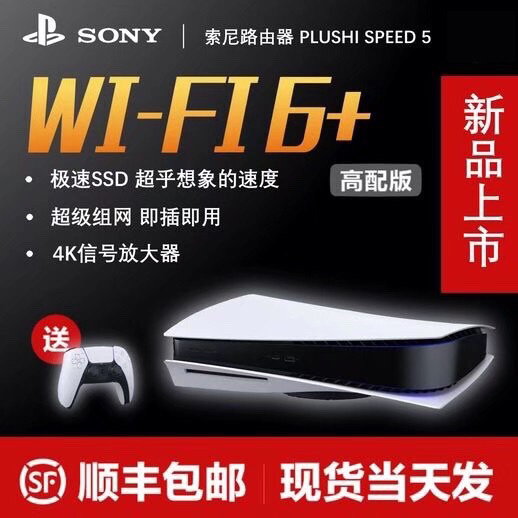 SONY | 索尼路由器 PLUSHI SPEED 5
WI-FI 6+
新品上市
• 极速SSD 超乎想象的速度
高配版
• 超级组网 即插即用
• 4K信号放大器
送
SF 顺丰包邮 现货当天发